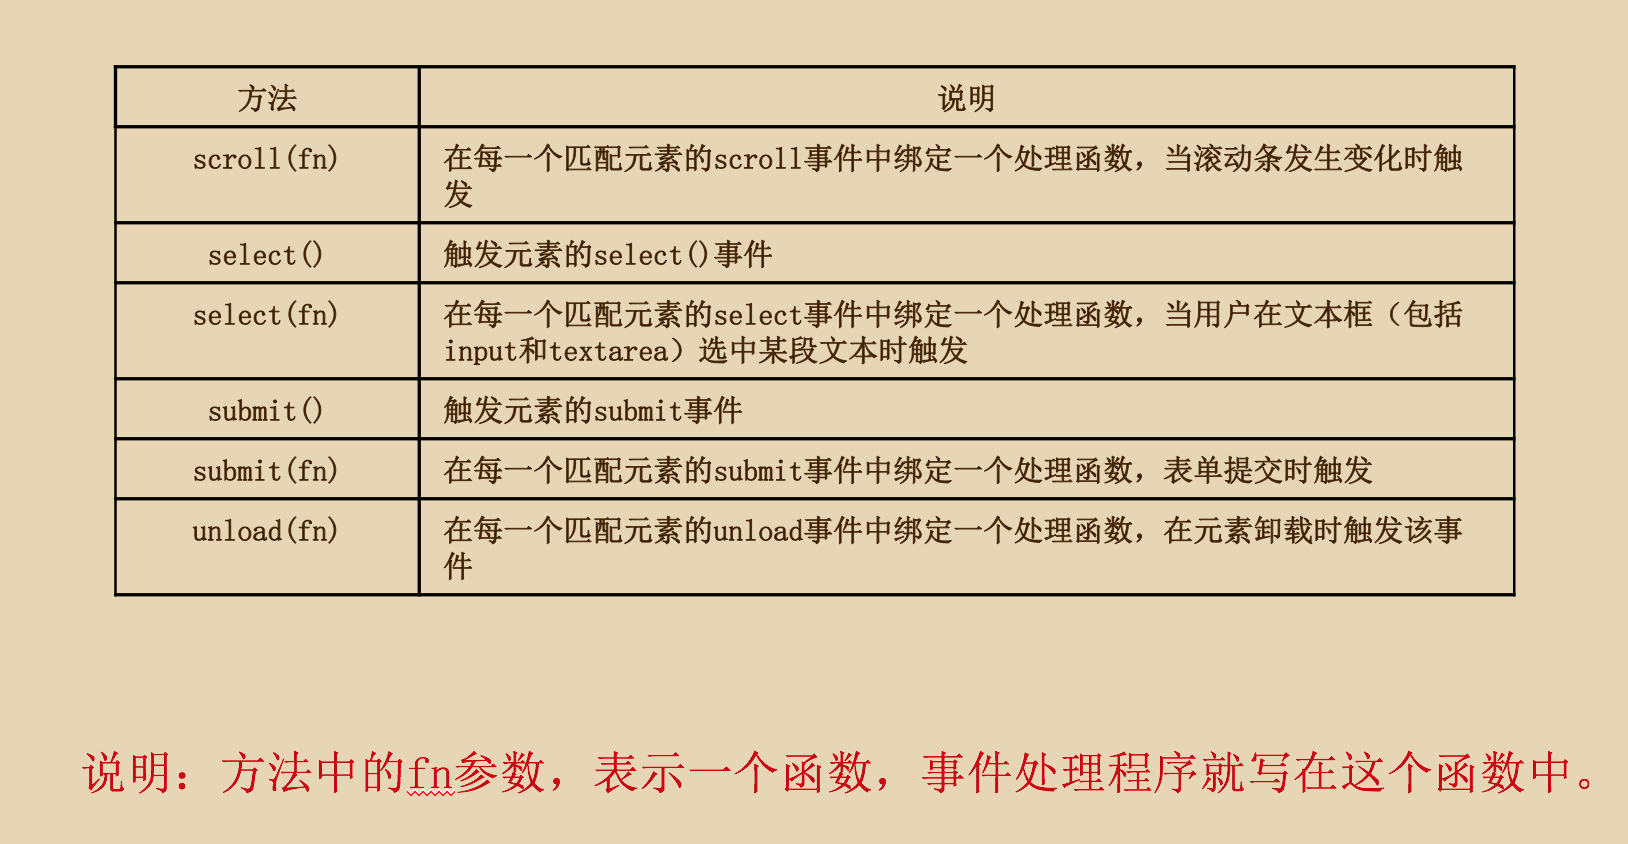 方法
说明
scroll(fn)
在每一个匹配元素的scroll事件中绑定一个处理函数，当滚动条发生变化时触
发
select()
触发元素的select()事件
select(fn)
在每一个匹配元素的select事件中绑定一个处理函数，当用户在文本框（包括
input和textarea）选中某段文本时触发
submit()
触发元素的submit事件
submit(fn)
在每一个匹配元素的submit事件中绑定一个处理函数，表单提交时触发
unload(fn)
在每一个匹配元素的unload事件中绑定一个处理函数，在元素卸载时触发该事
件
说明：方法中的fn参数，表示一个函数，事件处理程序就写在这个函数中。